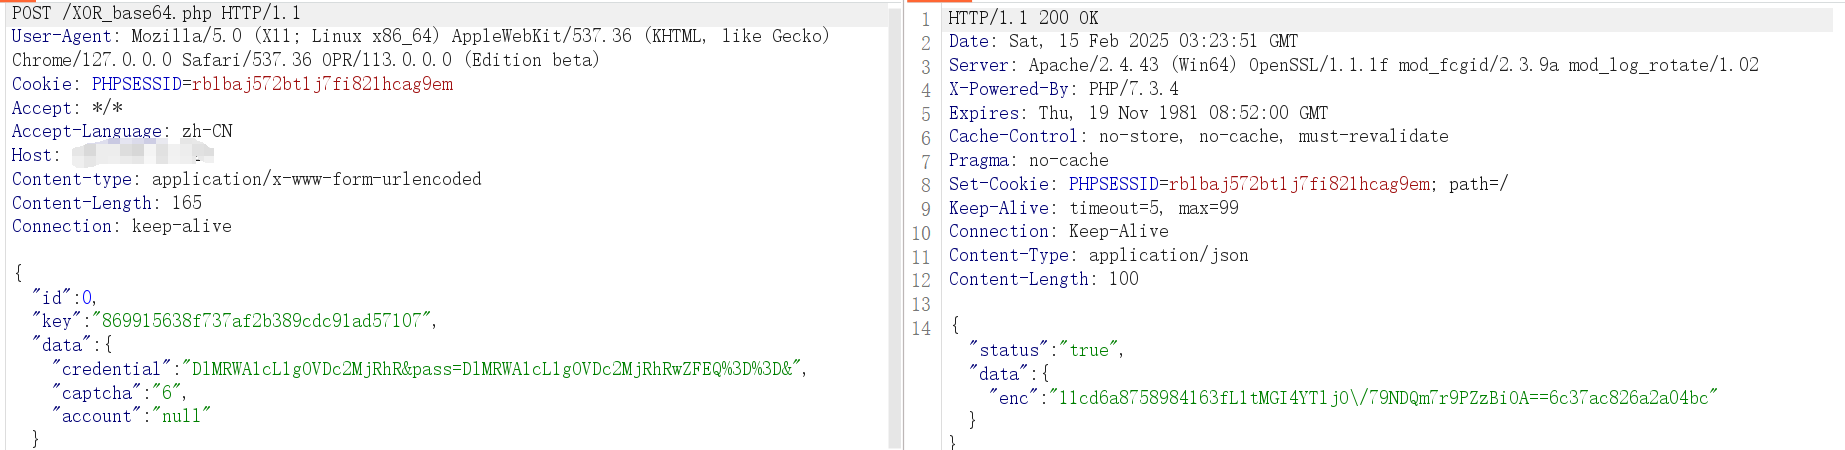 POST /XOR_base64.php HTTP/1.1
User-Agent: Mozilla/5.0 (X11; Linux x86_64) AppleWebKit/537.36 (KHTML, like Gecko)
Chrome/127.0.0.0 Safari/537.36 OPR/113.0.0.0 (Edition beta)
Cookie: PHPSESSID=rblbaj572bt1j7fi821hcag9em
Accept: */*
Accept-Language: zh-CN
Host:
Content-type: application/x-www-form-urlencoded
Content-Length: 165
Connection: keep-alive
{
"id":0,
"key":"869915638f737af2b389cdc91ad57107",
"data":{
"credential":"DlMRWA1cL1gOVDc2MjRhR&pass=DlMRWA1cL1gOVDc2MjRhRwZFEQ%3D%3D&",
"captcha":"6",
"account":"null"
}
1 HTTP/1.1 200 OK
2 Date: Sat, 15 Feb 2025 03:23:51 GMT
3 Server: Apache/2.4.43 (Win64) OpenSSL/1.1.1f mod_fcgid/2.3.9a mod_log_rotate/1.02
4 X-Powered-By: PHP/7.3.4
5 Expires: Thu, 19 Nov 1981 08:52:00 GMT
6 Cache-Control: no-store, no-cache, must-revalidate
7 Pragma: no-cache
8 Set-Cookie: PHPSESSID=rblbaj572bt1j7fi821hcag9em; path=/
9 Keep-Alive: timeout=5, max=99
10 Connection: Keep-Alive
11 Content-Type: application/json
12 Content-Length: 100
13
14 {
"status":"true",
"data":{
"enc":"11cd6a8758984163fL1tMGI4YTljO\/79NDQm7r9PZzBiOA==6c37ac826a2a04bc"
}
}